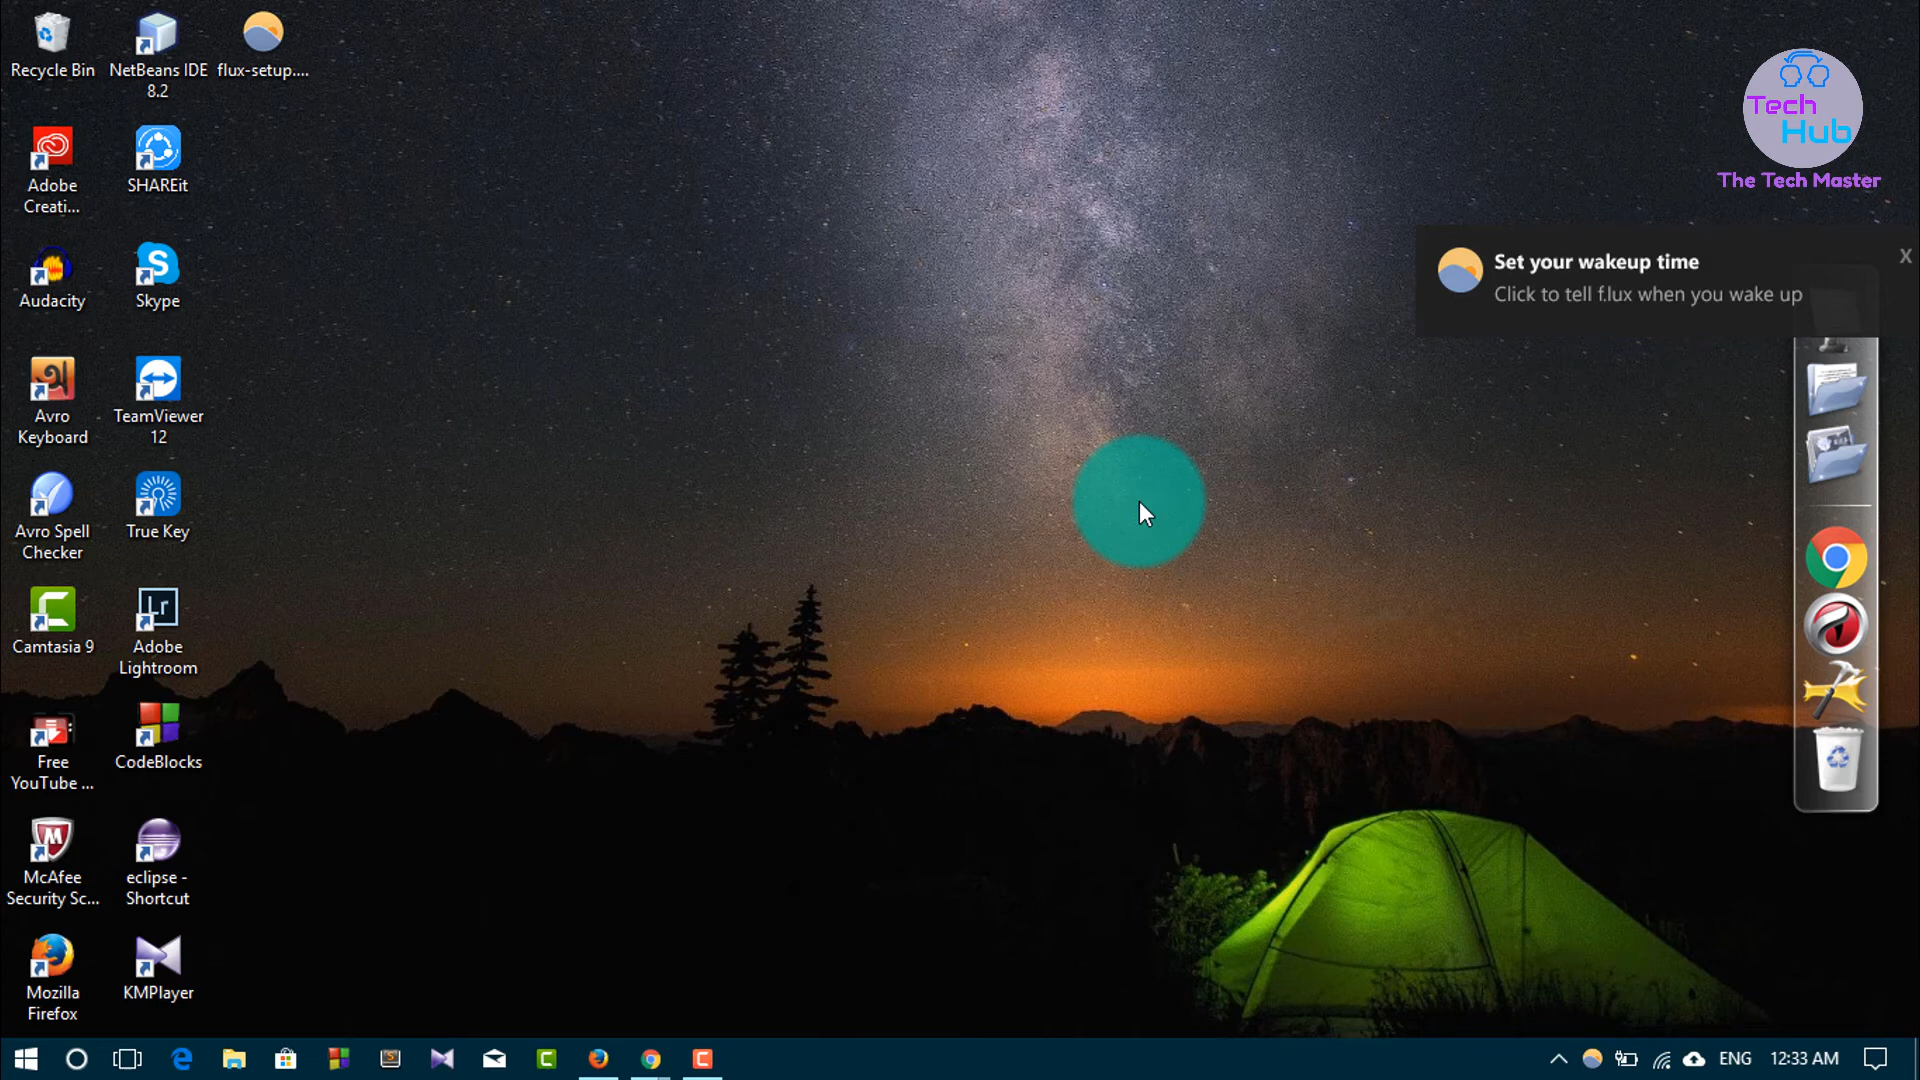 Recycle Bin
NetBeans IDE
8.2
flux-setup....
Adobe
Creati...
SHAREit
Audacity
Skype
Avro
Keyboard
TeamViewer
12
Avro Spell
Checker
True Key
Camtasia 9
Adobe
Lightroom
Free
YouTube ...
CodeBlocks
McAfee
Security Sc...
eclipse -
Shortcut
Mozilla
Firefox
KMPlayer
Tech
Hub
The Tech Master
Set your wakeup time
X
Click to tell f.lux when you wake up
ENG
12:33 AM